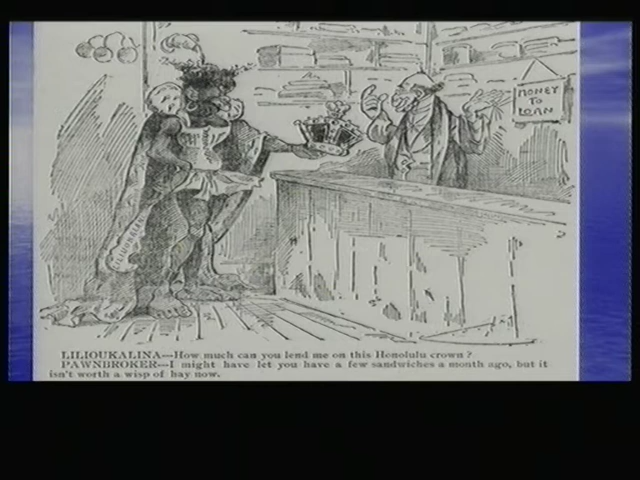 MONEY
TO
LOAN
LILIOUKALINA—How much can you lend me on this Honolulu crown?
PAWNBROKER—I might have let you have a few sandwiches a month ago, but it
isn't worth a wisp of hay now.